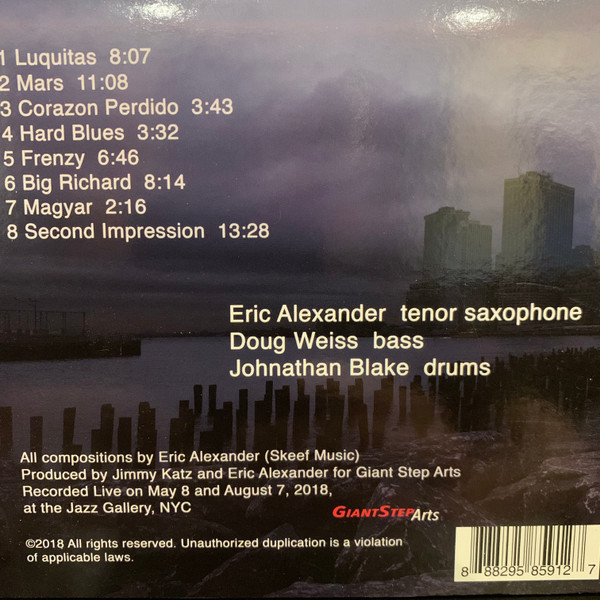 1 Luquitas 8:07
2 Mars 11:08
3 Corazon Perdido 3:43
4 Hard Blues 3:32
5 Frenzy 6:46
6 Big Richard 8:14
7 Magyar 2:16
8 Second Impression 13:28
Eric Alexander tenor saxophone
Doug Weiss bass
Johnathan Blake drums
All compositions by Eric Alexander (Skeef Music)
Produced by Jimmy Katz and Eric Alexander for Giant Step Arts
Recorded Live on May 8 and August 7, 2018,
at the Jazz Gallery, NYC
GIANTSTEPArts
©2018 All rights reserved. Unauthorized duplication is a violation
of applicable laws.
8 88295 85912 7